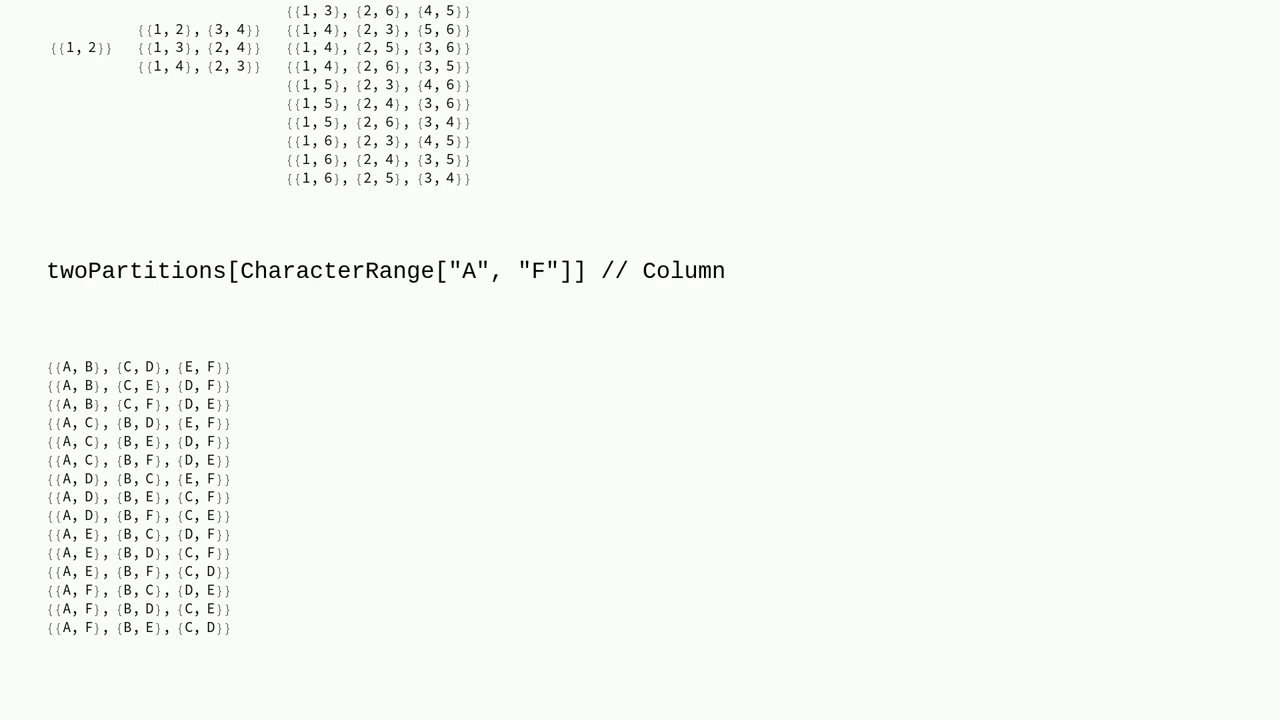 {{1, 3}, {2, 6}, {4, 5}}
{{1, 2}, {3, 4}} {{1, 4}, {2, 3}, {5, 6}}
{{1, 2}} {{1, 3}, {2, 4}} {{1, 4}, {2, 5}, {3, 6}}
{{1, 4}, {2, 3}} {{1, 4}, {2, 6}, {3, 5}}
{{1, 5}, {2, 3}, {4, 6}}
{{1, 5}, {2, 4}, {3, 6}}
{{1, 5}, {2, 6}, {3, 4}}
{{1, 6}, {2, 3}, {4, 5}}
{{1, 6}, {2, 4}, {3, 5}}
{{1, 6}, {2, 5}, {3, 4}}
twoPartitions[CharacterRange["A", "F"]] // Column
{{A, B}, {C, D}, {E, F}}
{{A, B}, {C, E}, {D, F}}
{{A, B}, {C, F}, {D, E}}
{{A, C}, {B, D}, {E, F}}
{{A, C}, {B, E}, {D, F}}
{{A, C}, {B, F}, {D, E}}
{{A, D}, {B, C}, {E, F}}
{{A, D}, {B, E}, {C, F}}
{{A, D}, {B, F}, {C, E}}
{{A, E}, {B, C}, {D, F}}
{{A, E}, {B, D}, {C, F}}
{{A, E}, {B, F}, {C, D}}
{{A, F}, {B, C}, {D, E}}
{{A, F}, {B, D}, {C, E}}
{{A, F}, {B, E}, {C, D}}